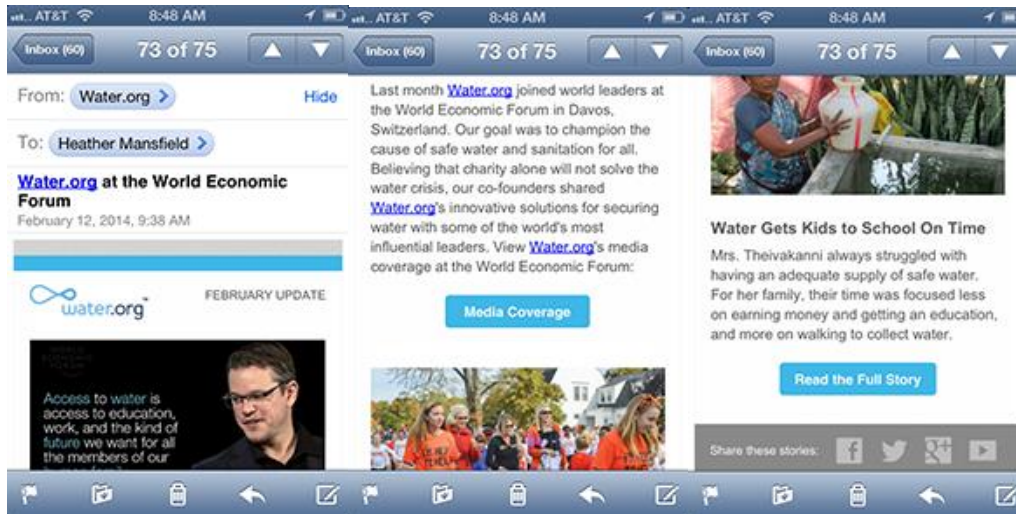 AT&T 8:48 AM
Inbox (60) 73 of 75
From: Water.org
Hide
To: Heather Mansfield
Water.org at the World Economic
Forum
February 12, 2014, 9:38 AM
water.org
FEBRUARY UPDATE
Access to water is
access to education,
work, and the kind of
future we want for all
the members of our
AT&T 8:48 AM
Inbox (60) 73 of 75
Last month Water.org joined world leaders at
the World Economic Forum in Davos,
Switzerland. Our goal was to champion the
cause of safe water and sanitation for all.
Believing that charity alone will not solve the
water crisis, our co-founders shared
Water.org's innovative solutions for securing
water with some of the world's most
influential leaders. View Water.org's media
coverage at the World Economic Forum:
Media Coverage
AT&T 8:48 AM
Inbox (60) 73 of 75
Water Gets Kids to School On Time
Mrs. Theivakanni always struggled with
having an adequate supply of safe water.
For her family, their time was focused less
on earning money and getting an education,
and more on walking to collect water.
Read the Full Story
Share these stories: